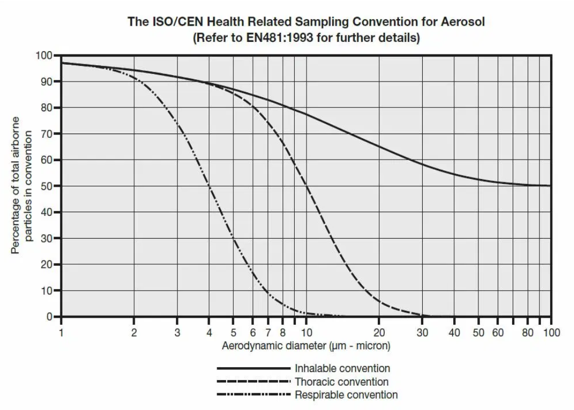 The ISO/CEN Health Related Sampling Convention for Aerosol
(Refer to EN481:1993 for further details)
Percentage of total airborne
particles in convention
100
90
80
70
60
50
40
30
20
10
0
1 2 3 4 5 6 7 8 10 20 30 40 50 60 80 100
Aerodynamic diameter (µm - micron)
Inhalable convention
Thoracic convention
Respirable convention